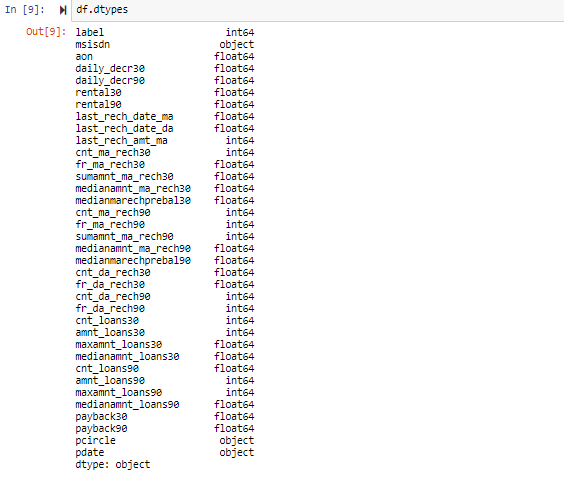 In [9]: df.dtypes
Out[9]: label int64
msisdn object
aon float64
daily_decr30 float64
daily_decr90 float64
rental30 float64
rental90 float64
last_rech_date_ma float64
last_rech_date_da float64
last_rech_amt_ma int64
cnt_ma_rech30 int64
fr_ma_rech30 float64
sumamnt_ma_rech30 float64
medianamnt_ma_rech30 float64
medianmarechprebal30 float64
cnt_ma_rech90 int64
fr_ma_rech90 int64
sumamnt_ma_rech90 int64
medianamnt_ma_rech90 float64
medianmarechprebal90 float64
cnt_da_rech30 float64
fr_da_rech30 float64
cnt_da_rech90 int64
fr_da_rech90 int64
cnt_loans30 int64
amnt_loans30 int64
maxamnt_loans30 float64
medianamnt_loans30 float64
cnt_loans90 float64
amnt_loans90 int64
maxamnt_loans90 int64
medianamnt_loans90 float64
payback30 float64
payback90 float64
pcircle object
pdate object
dtype: object